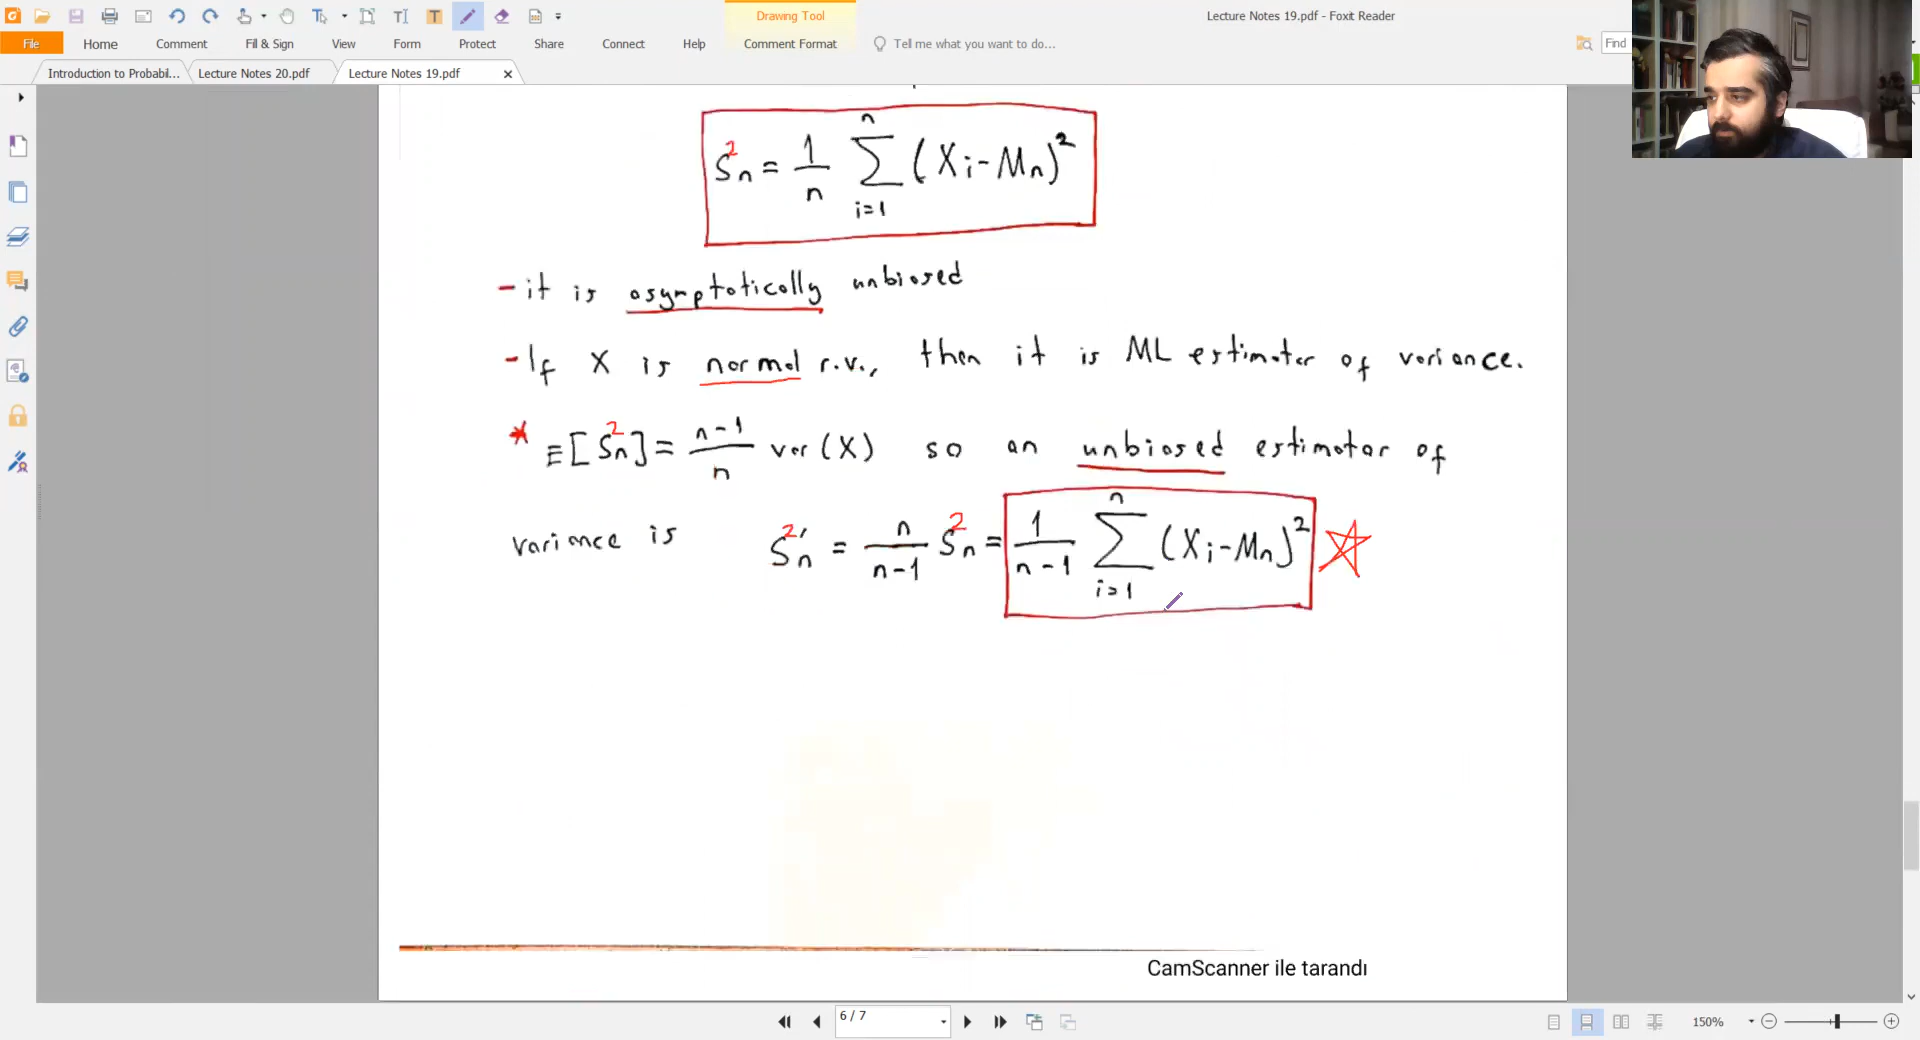 Drawing Tool
Lecture Notes 19.pdf - Foxit Reader
File Home Comment Fill & Sign View Form Protect Share Connect Help Comment Format Tell me what you want to do... Find
Introduction to Probabil... Lecture Notes 20.pdf Lecture Notes 19.pdf
S²n = 1/n ∑ i=1 n (Xi - Mn)²
- it is asymptotically unbiased
- If X is normal r.v., then it is ML estimator of variance.
* E[S²n] = n-1/n var(X) so an unbiased estimator of
variance is S²'n = n/n-1 S²n = 1/n-1 ∑ i=1 n (Xi - Mn)²
CamScanner ile tarandı
6 / 7
150%